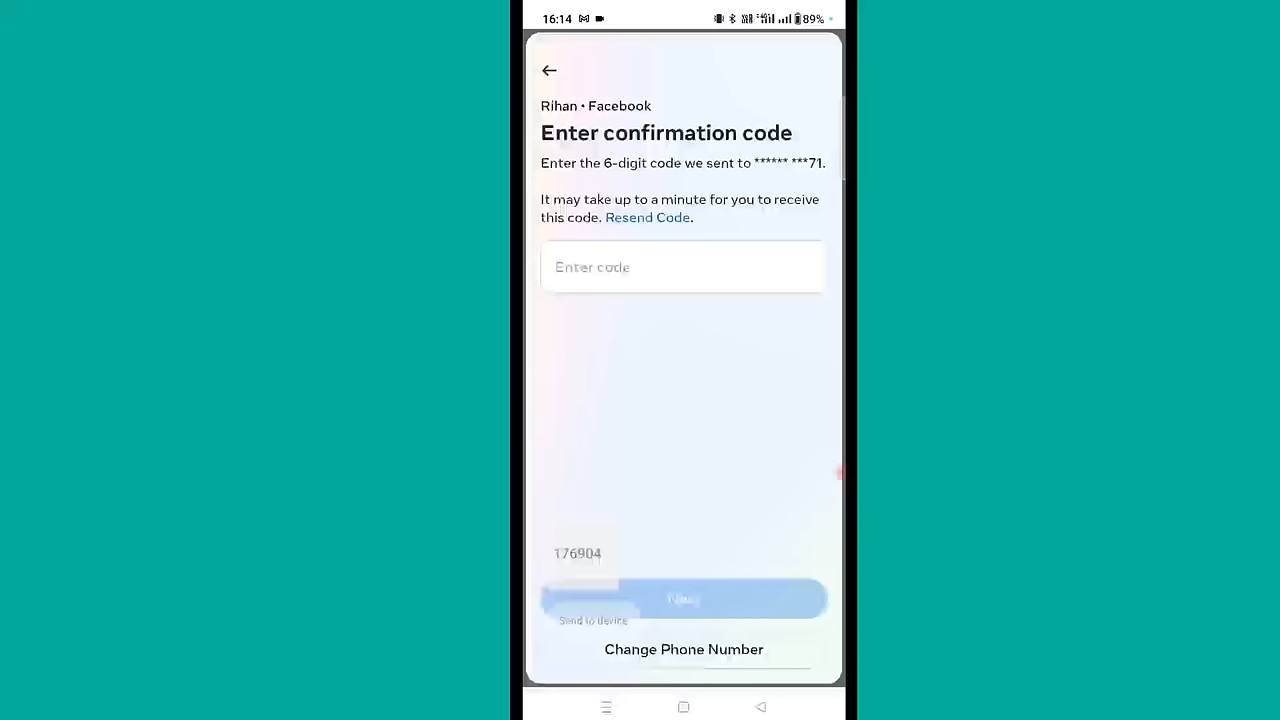 16:14 89%
Rihan • Facebook
Enter confirmation code
Enter the 6-digit code we sent to ****** ***71.
It may take up to a minute for you to receive
this code. Resend Code.
Enter code
176904
Next
Send to device
Change Phone Number